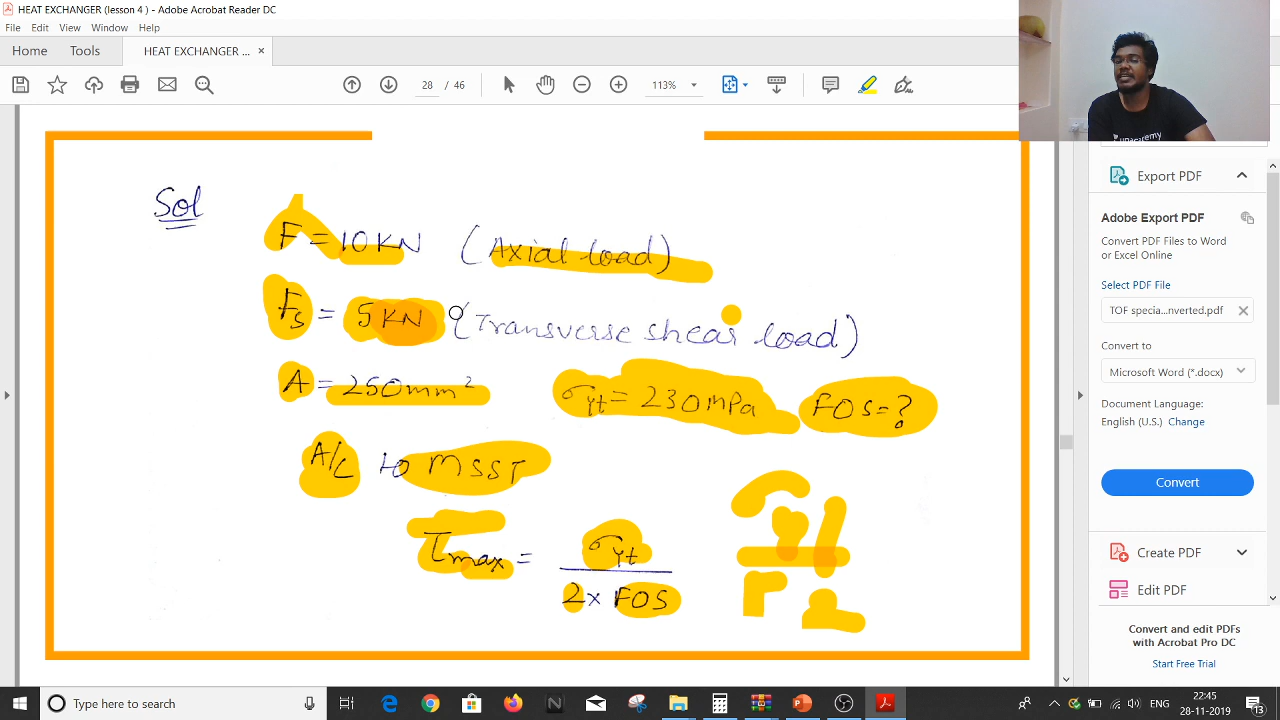 HEAT EXCHANGER (lesson 4 ) - Adobe Acrobat Reader DC
File Edit View Window Help
Home Tools HEAT EXCHANGER ... ×
28 / 46 113%
Sol
F = 10 KN (Axial load)
Fs = 5 KN (Transverse shear load)
A = 250mm² σyt = 230 mPa FOS = ?
A/c to MSST
τmax = σyt / 2 × FOS
σyt
F 2
unacademy
Export PDF
Adobe Export PDF
Convert PDF Files to Word
or Excel Online
Select PDF File
TOF specia...nverted.pdf
Convert to
Microsoft Word (*.docx)
Document Language:
English (U.S.) Change
Convert
Create PDF
Edit PDF
Convert and edit PDFs
with Acrobat Pro DC
Start Free Trial
Type here to search
ENG
22:45
28-11-2019
13